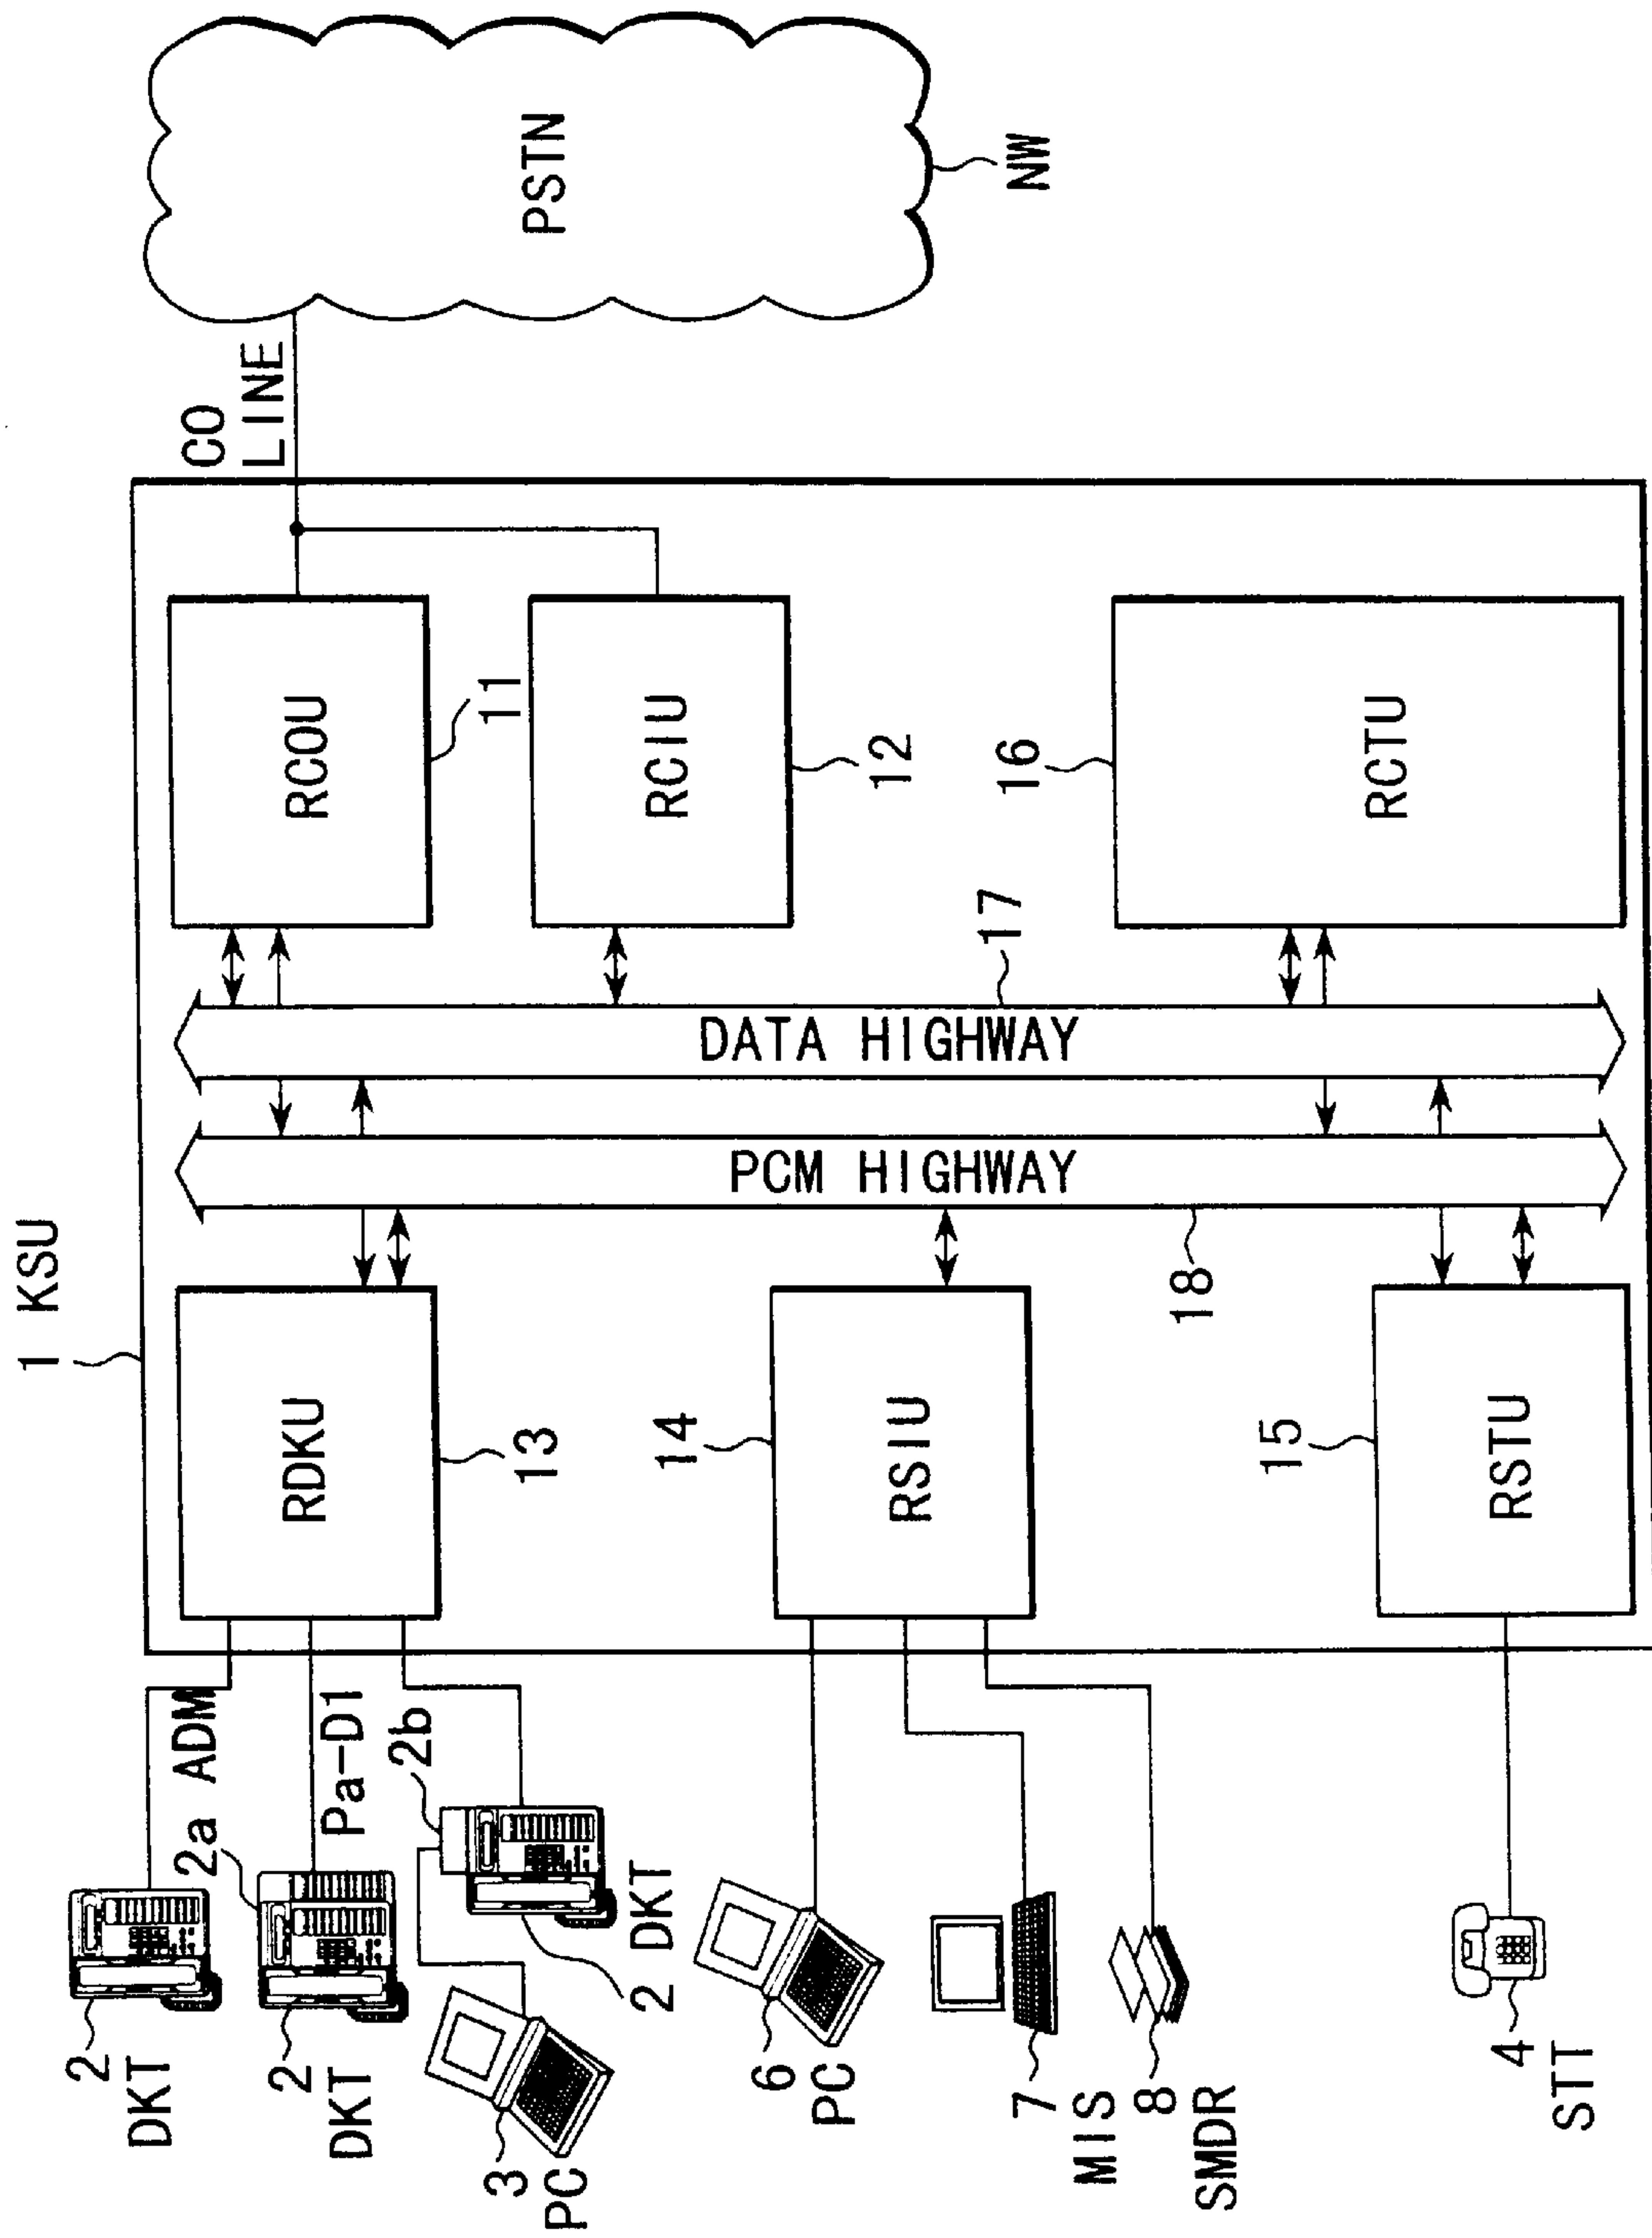 1 KSU
2
DKT
2a ADM
2
DKT
Pa-D1
2b
3
PC
2 DKT
RDKU
13
6
PC
7
MIS
8
SMDR
14
RSIU
4
STT
15
RSTU
PCM HIGHWAY
18
DATA HIGHWAY
17
RCOU
11
RCIU
12
16
RCTU
CO
LINE
PSTN
NW